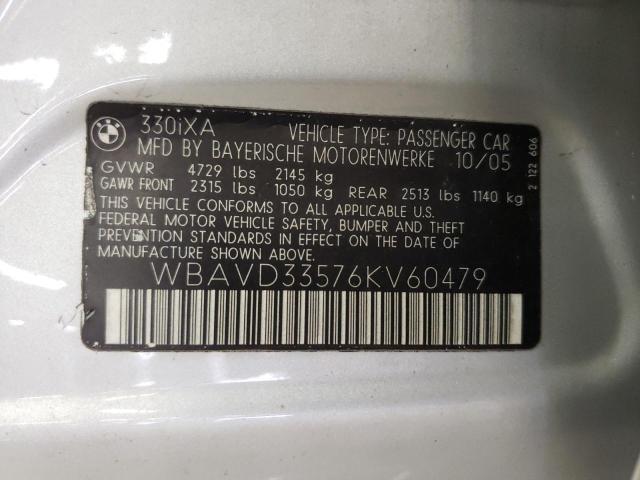 BMW
330iXA VEHICLE TYPE: PASSENGER CAR
MFD BY BAYERISCHE MOTORENWERKE 10/05
GVWR 4729 lbs 2145 kg
GAWR FRONT 2315 lbs 1050 kg REAR 2513 lbs 1140 kg
THIS VEHICLE CONFORMS TO ALL APPLICABLE U.S.
FEDERAL MOTOR VEHICLE SAFETY, BUMPER AND THEFT
PREVENTION STANDARDS IN EFFECT ON THE DATE OF
MANUFACTURE SHOWN ABOVE.
WBAVD33576KV60479
2 122 606